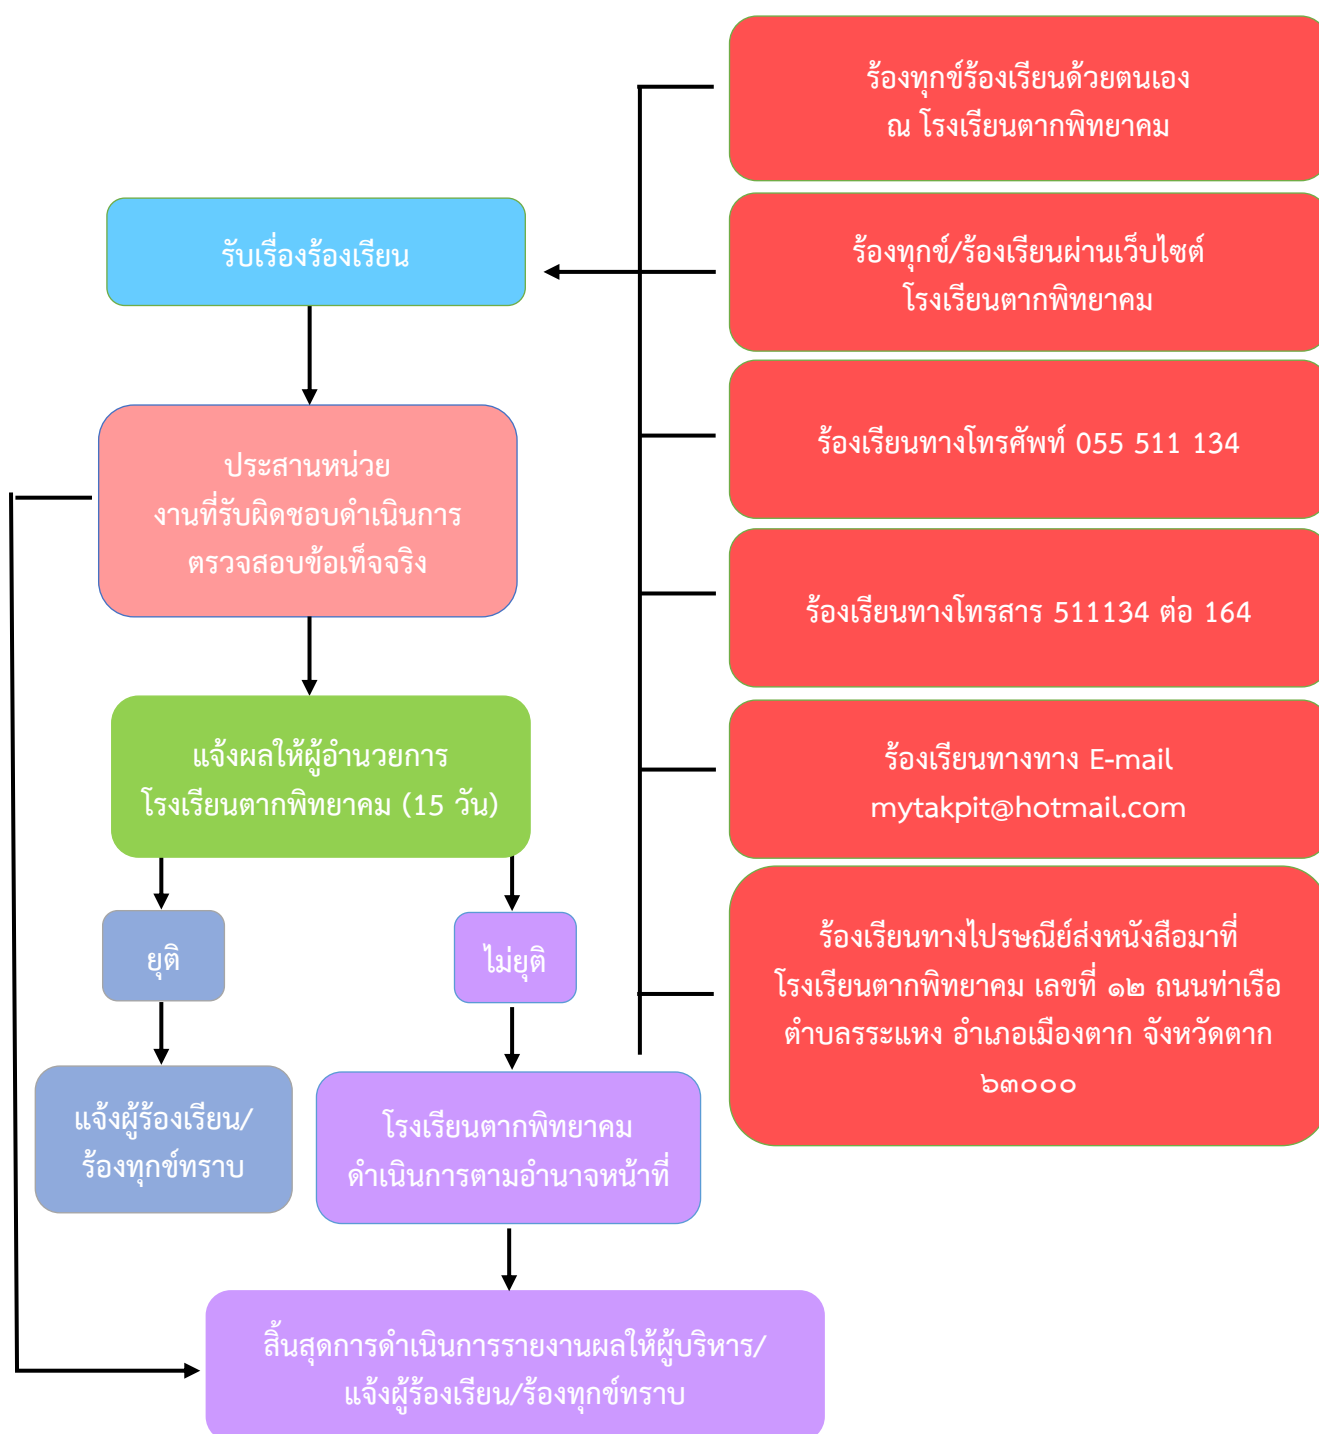 ร้องทุกข์ร้องเรียนด้วยตนเอง
ณ โรงเรียนตากพิทยาคม
ร้องทุกข์/ร้องเรียนผ่านเว็บไซต์
โรงเรียนตากพิทยาคม
ร้องเรียนทางโทรศัพท์ 055 511 134
ร้องเรียนทางโทรสาร 511134 ต่อ 164
ร้องเรียนทางทาง E-mail
mytakpit@hotmail.com
ร้องเรียนทางไปรษณีย์ส่งหนังสือมาที่
โรงเรียนตากพิทยาคม เลขที่ ๑๒ ถนนท่าเรือ
ตำบลระแหง อำเภอเมืองตาก จังหวัดตาก
๖๓๐๐๐
รับเรื่องร้องเรียน
ประสานหน่วย
งานที่รับผิดชอบดำเนินการ
ตรวจสอบข้อเท็จจริง
แจ้งผลให้ผู้อำนวยการ
โรงเรียนตากพิทยาคม (15 วัน)
ยุติ
ไม่ยุติ
แจ้งผู้ร้องเรียน/
ร้องทุกข์ทราบ
โรงเรียนตากพิทยาคม
ดำเนินการตามอำนาจหน้าที่
สิ้นสุดการดำเนินการรายงานผลให้ผู้บริหาร/
แจ้งผู้ร้องเรียน/ร้องทุกข์ทราบ